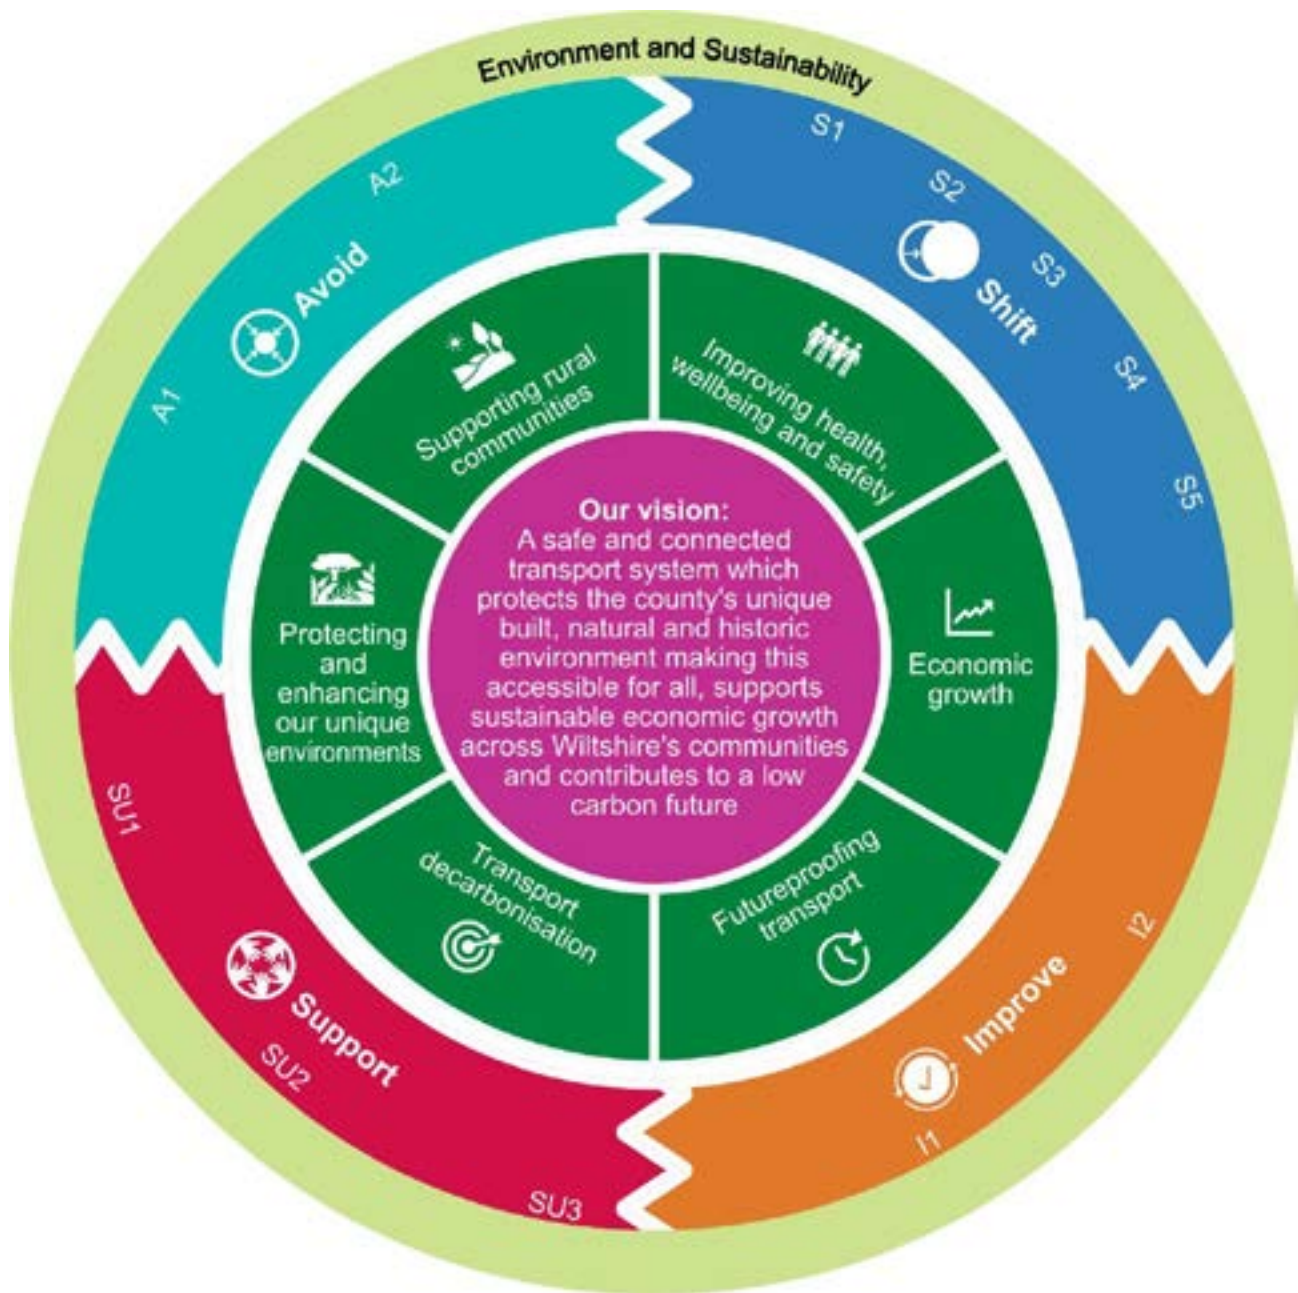 Environment and Sustainability
A1
A2
Avoid
S1
S2
S3
S4
S5
Shift
Supporting rural
communities
Improving health,
wellbeing and safety
Economic
growth
Futureproofing
transport
Transport
decarbonisation
Protecting
and
enhancing
our unique
environments
Our vision:
A safe and connected
transport system which
protects the county's unique
built, natural and historic
environment making this
accessible for all, supports
sustainable economic growth
across Wiltshire's communities
and contributes to a low
carbon future
I2
Improve
I1
SU1
Support
SU2
SU3